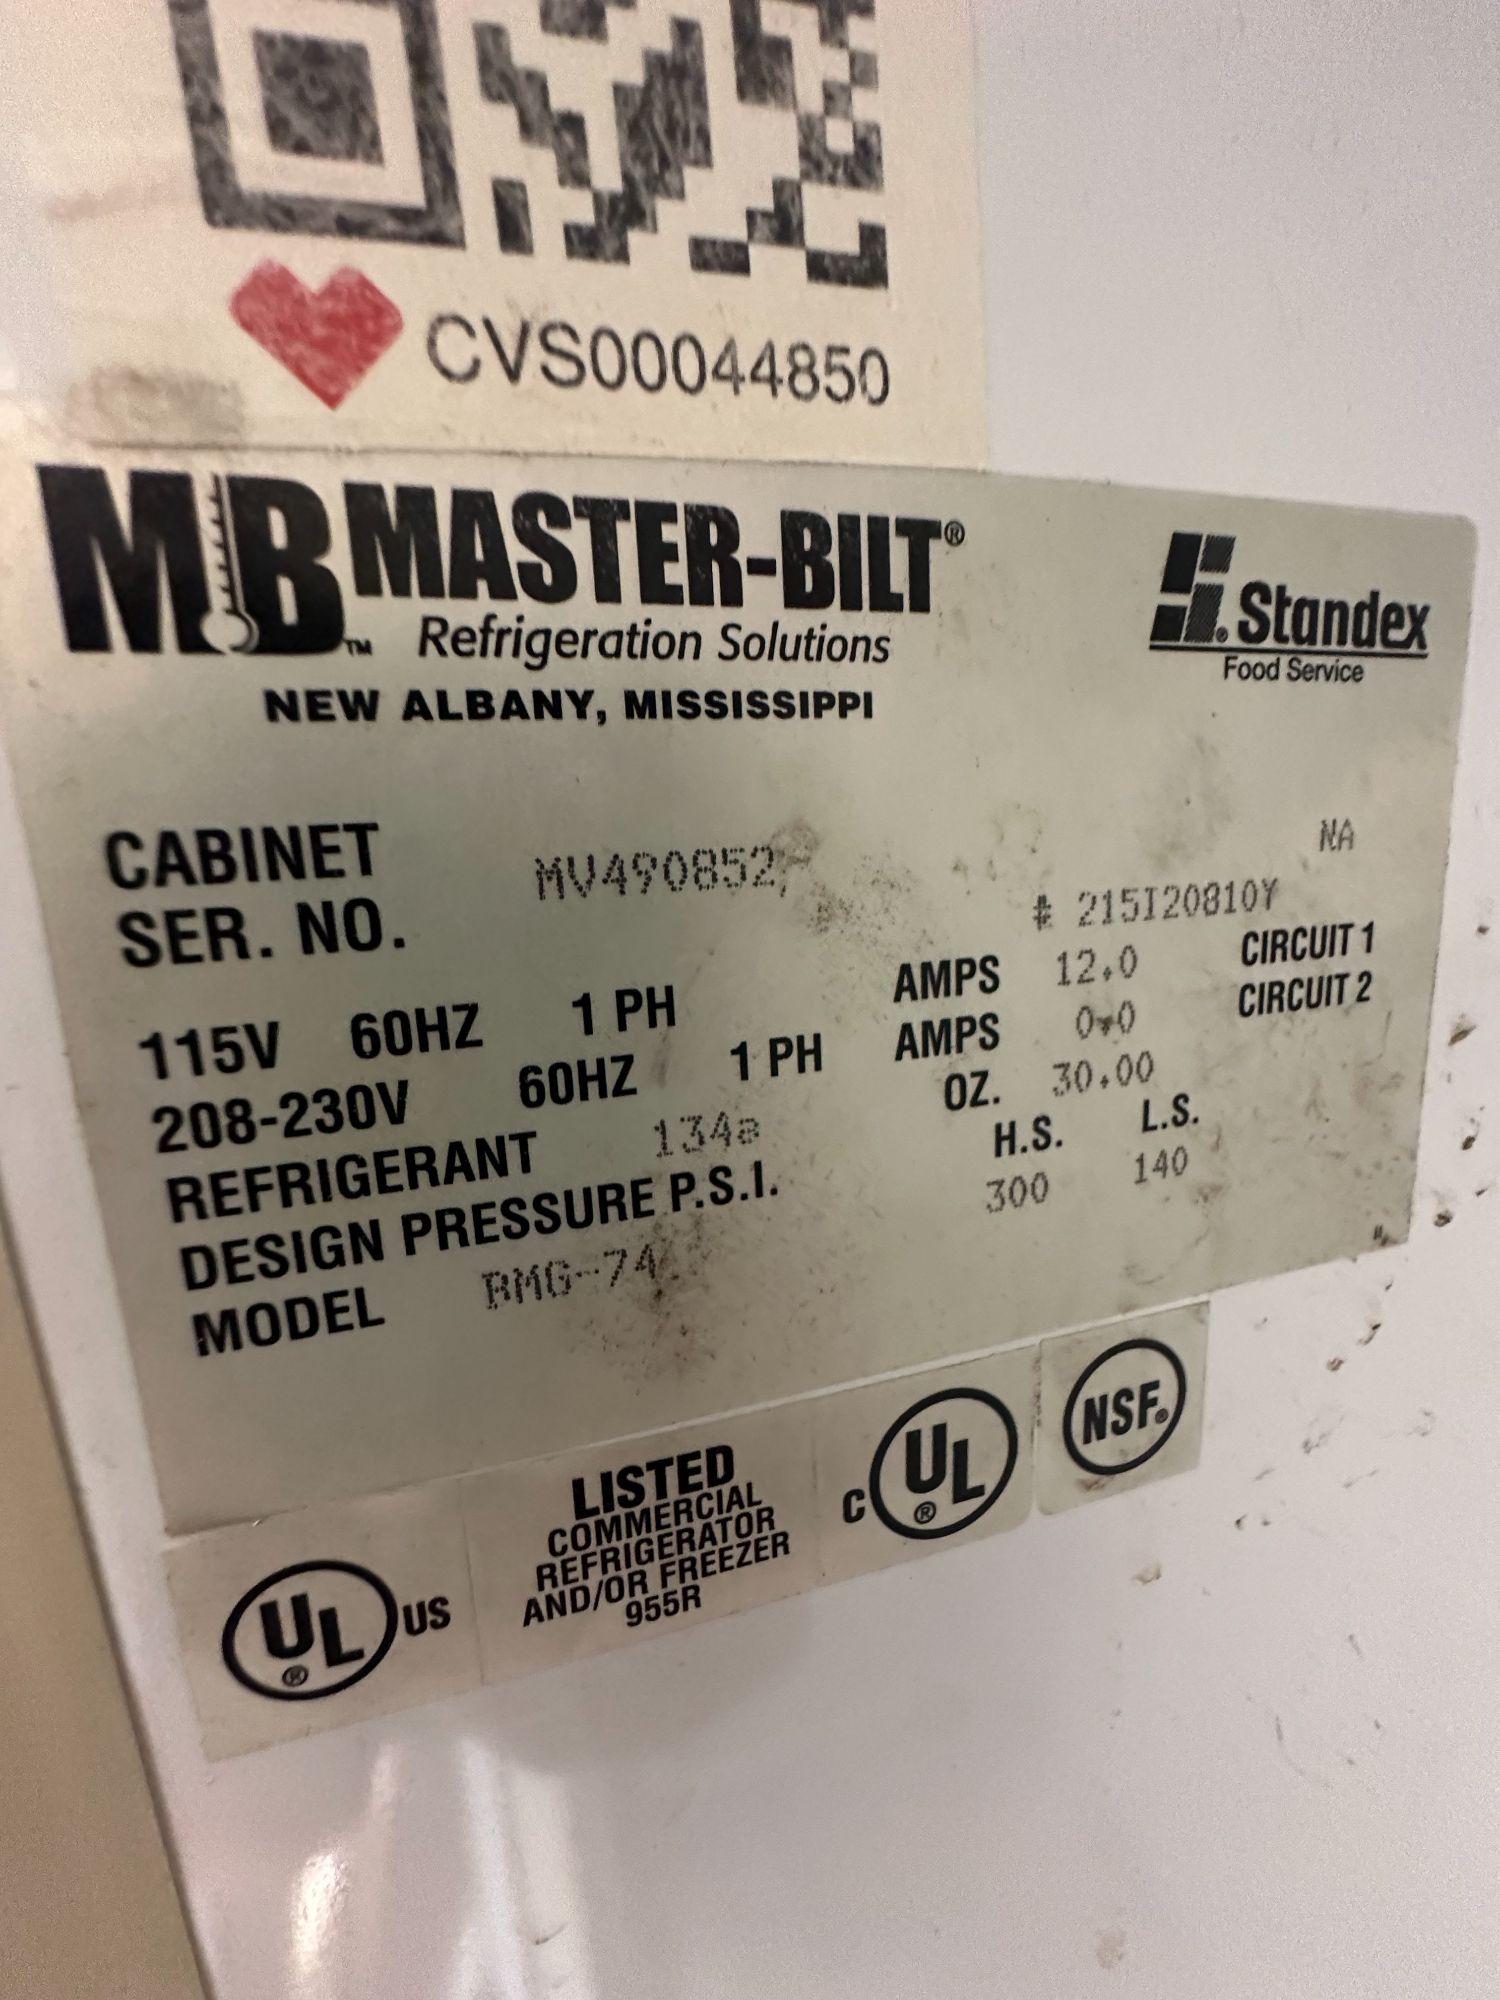 CVS00044850
MB™ MASTER-BILT®
Refrigeration Solutions
NEW ALBANY, MISSISSIPPI
Standex®
Food Service
CABINET
SER. NO. MV490852
NA
# 215I20810Y
115V 60HZ 1 PH AMPS 12.0 CIRCUIT 1
208-230V 60HZ 1 PH AMPS 0.0 CIRCUIT 2
REFRIGERANT 134a OZ. 30.00
DESIGN PRESSURE P.S.I. H.S. 300 L.S. 140
MODEL BMG-74
UL® US
LISTED
COMMERCIAL
REFRIGERATOR
AND/OR FREEZER
955R
C UL®
NSF®